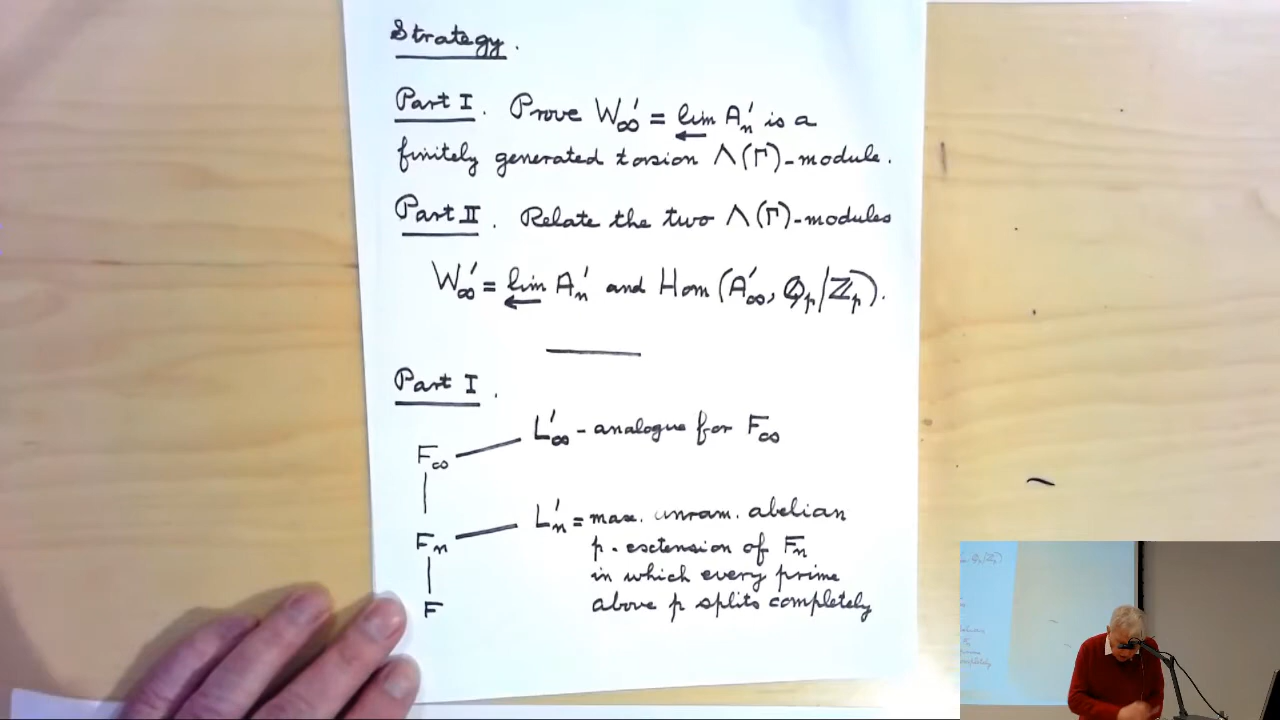 Strategy.
Part I. Prove W′∞ = lim← A′n is a
finitely generated torsion Λ(Γ)-module.
Part II. Relate the two Λ(Γ)-modules
W′∞ = lim← A′n and Hom(A′∞, ℚp/ℤp).
Part I.
L′∞ - analogue for F∞
F∞
L′n = max. unram. abelian
Fn
p-extension of Fn
in which every prime
F
above p splits completely